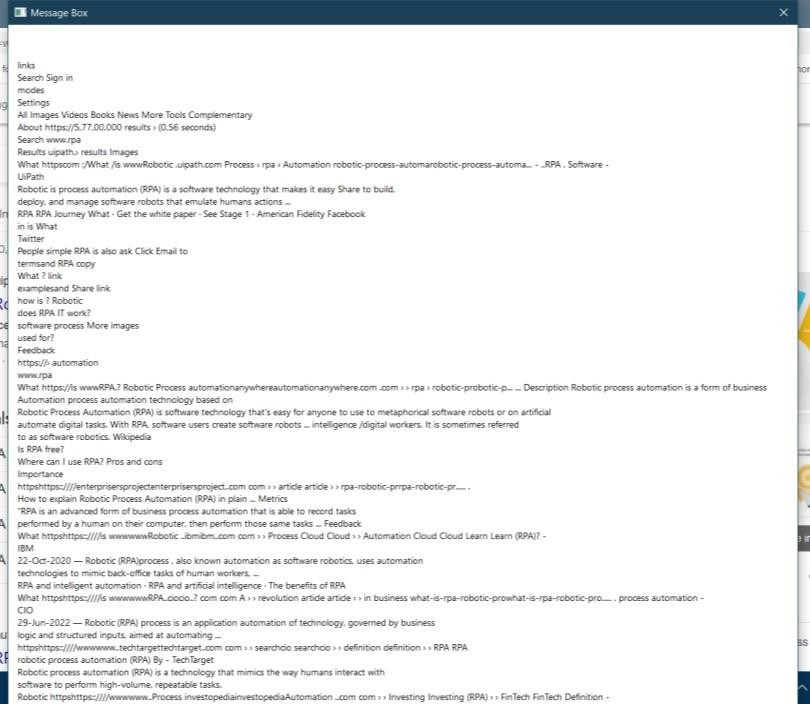 Message Box
links
Search Sign in
modes
Settings
All Images Videos Books News More Tools Complementary
About https://5,77,00,000 results › (0.56 seconds)
Search www.rpa
Results uipath.› results Images
What httpscom :/What /is wwwRobotic .uipath.com Process › rpa › Automation robotic-process-automarobotic-process-automa... - ..RPA . Software -
UiPath
Robotic is process automation (RPA) is a software technology that makes it easy Share to build,
deploy, and manage software robots that emulate humans actions ...
RPA RPA Journey What · Get the white paper · See Stage 1 · American Fidelity Facebook
in is What
Twitter
People simple RPA is also ask Click Email to
termsand RPA copy
What ? link
examplesand Share link
how is ? Robotic
does RPA IT work?
software process More images
used for?
Feedback
https://› automation
www.rpa
What https://is wwwRPA.? Robotic Process automationanywhereautomationanywhere.com .com › › rpa › robotic-probotic-p... ... Description Robotic process automation is a form of business
Automation process automation technology based on
Robotic Process Automation (RPA) is software technology that's easy for anyone to use to metaphorical software robots or on artificial
automate digital tasks. With RPA, software users create software robots ... intelligence /digital workers. It is sometimes referred
to as software robotics. Wikipedia
Is RPA free?
Where can I use RPA? Pros and cons
Importance
httpshttps:////enterprisersprojectenterprisersproject..com com › › article article › › rpa-robotic-prrpa-robotic-pr...... .
How to explain Robotic Process Automation (RPA) in plain ... Metrics
"RPA is an advanced form of business process automation that is able to record tasks
performed by a human on their computer, then perform those same tasks ... Feedback
What httpshttps:////is wwwwwwRobotic ..ibmibm..com com › › Process Cloud Cloud › › Automation Cloud Cloud Learn Learn (RPA)? -
IBM
22-Oct-2020 — Robotic (RPA)process , also known automation as software robotics, uses automation
technologies to mimic back-office tasks of human workers, ...
RPA and intelligent automation · RPA and artificial intelligence · The benefits of RPA
What httpshttps:////is wwwwwwRPA..ciocio..? com com A › › revolution article article › › in business what-is-rpa-robotic-prowhat-is-rpa-robotic-pro...... . process automation -
CIO
29-Jun-2022 — Robotic (RPA) process is an application automation of technology, governed by business
logic and structured inputs, aimed at automating ...
httpshttps:////wwwwww..techtargettechtarget..com com › › searchcio searchcio › › definition definition › › RPA RPA
robotic process automation (RPA) By - TechTarget
Robotic process automation (RPA) is a technology that mimics the way humans interact with
software to perform high-volume, repeatable tasks.
Robotic httpshttps:////wwwwww..Process investopediainvestopediaAutomation ..com com › › Investing Investing (RPA) › › FinTech FinTech Definition -